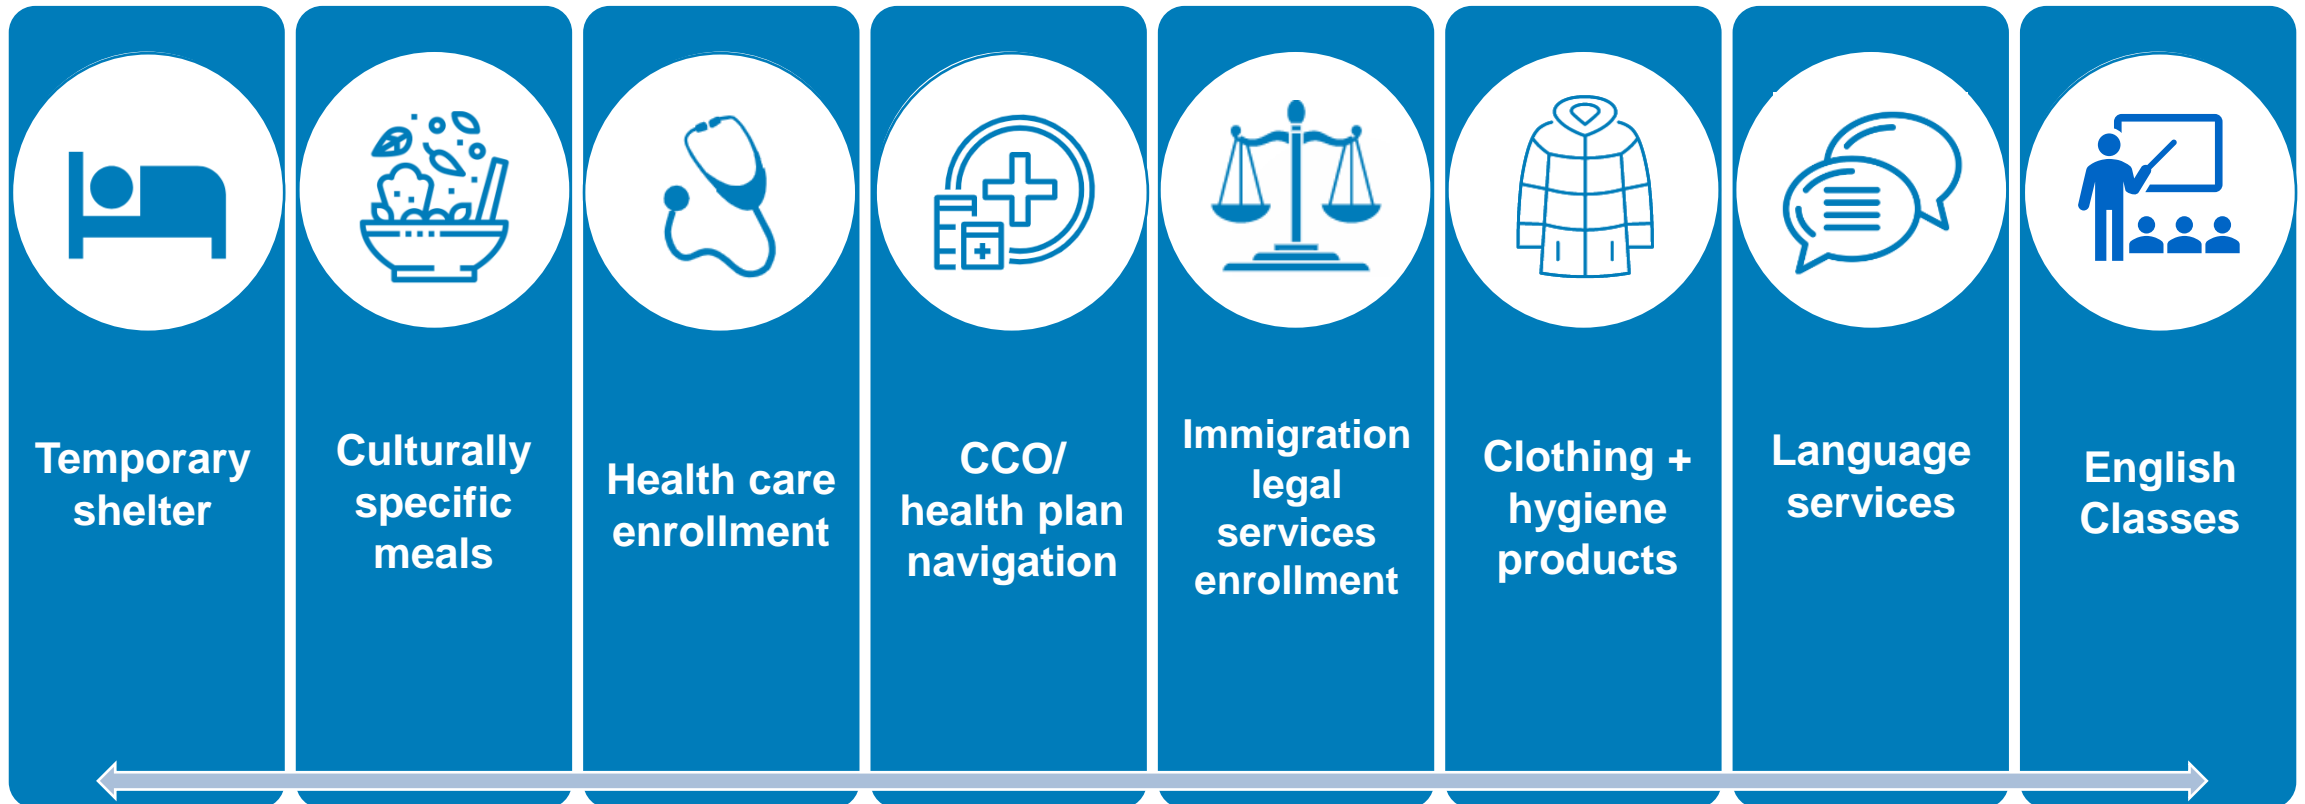 Temporary
shelter
Culturally
specific
meals
Health care
enrollment
CCO/
health plan
navigation
Immigration
legal
services
enrollment
Clothing +
hygiene
products
Language
services
English
Classes